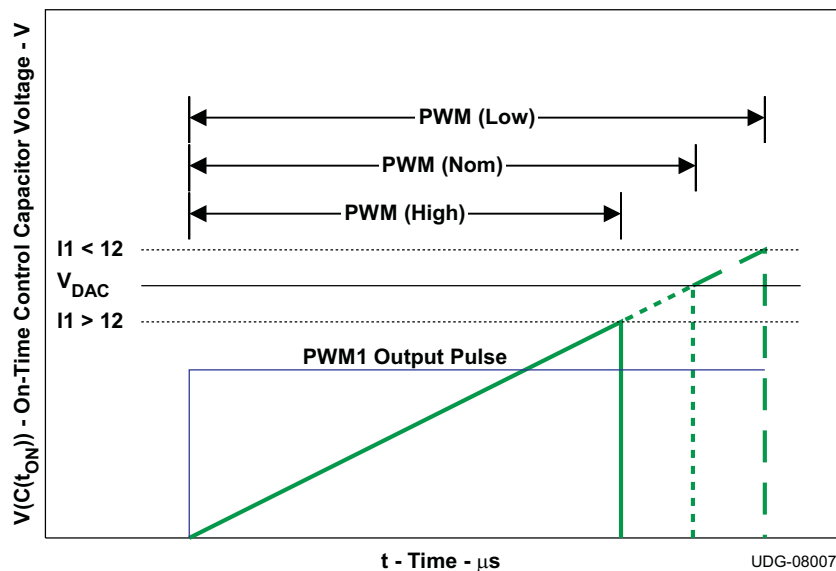 V(C(tON)) - On-Time Control Capacitor Voltage - V
PWM (Low)
PWM (Nom)
PWM (High)
I1 < 12
VDAC
I1 > 12
PWM1 Output Pulse
t - Time - μs
UDG-08007